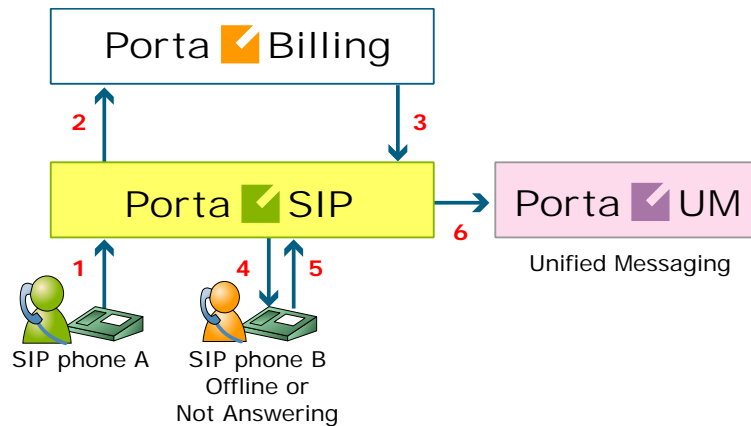 Porta Billing
2
3
Porta SIP
Porta UM
6
Unified Messaging
1
4
5
SIP phone A
SIP phone B
Offline or
Not Answering